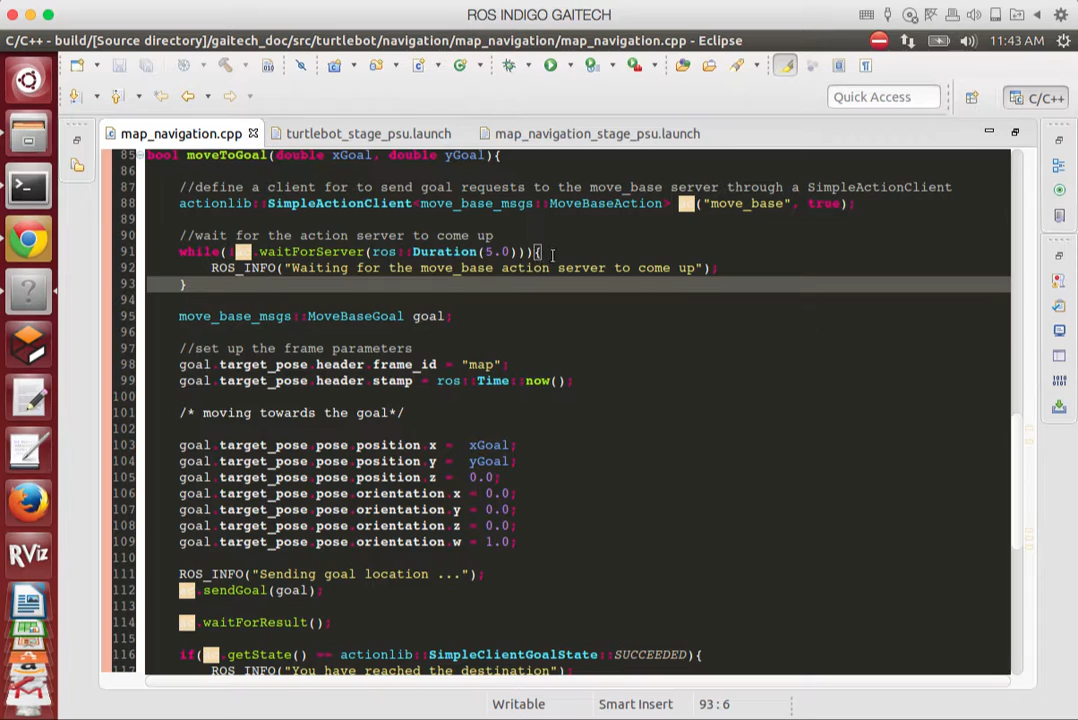 ROS INDIGO GAITECH
C/C++ - build/[Source directory]/gaitech_doc/src/turtlebot/navigation/map_navigation/map_navigation.cpp - Eclipse
11:43 AM
Quick Access
C/C++
map_navigation.cpp
turtlebot_stage_psu.launch
map_navigation_stage_psu.launch
85 bool moveToGoal(double xGoal, double yGoal){
86
87 //define a client for to send goal requests to the move_base server through a SimpleActionClient
88 actionlib::SimpleActionClient<move_base_msgs::MoveBaseAction> ac("move_base", true);
89
90 //wait for the action server to come up
91 while(!ac.waitForServer(ros::Duration(5.0))){
92 ROS_INFO("Waiting for the move_base action server to come up");
93 }
94
95 move_base_msgs::MoveBaseGoal goal;
96
97 //set up the frame parameters
98 goal.target_pose.header.frame_id = "map";
99 goal.target_pose.header.stamp = ros::Time::now();
100
101 /* moving towards the goal*/
102
103 goal.target_pose.pose.position.x = xGoal;
104 goal.target_pose.pose.position.y = yGoal;
105 goal.target_pose.pose.position.z = 0.0;
106 goal.target_pose.pose.orientation.x = 0.0;
107 goal.target_pose.pose.orientation.y = 0.0;
108 goal.target_pose.pose.orientation.z = 0.0;
109 goal.target_pose.pose.orientation.w = 1.0;
110
111 ROS_INFO("Sending goal location ...");
112 ac.sendGoal(goal);
113
114 ac.waitForResult();
115
116 if(ac.getState() == actionlib::SimpleClientGoalState::SUCCEEDED){
117 ROS_INFO("You have reached the destination");
RViz
Writable
Smart Insert
93 : 6